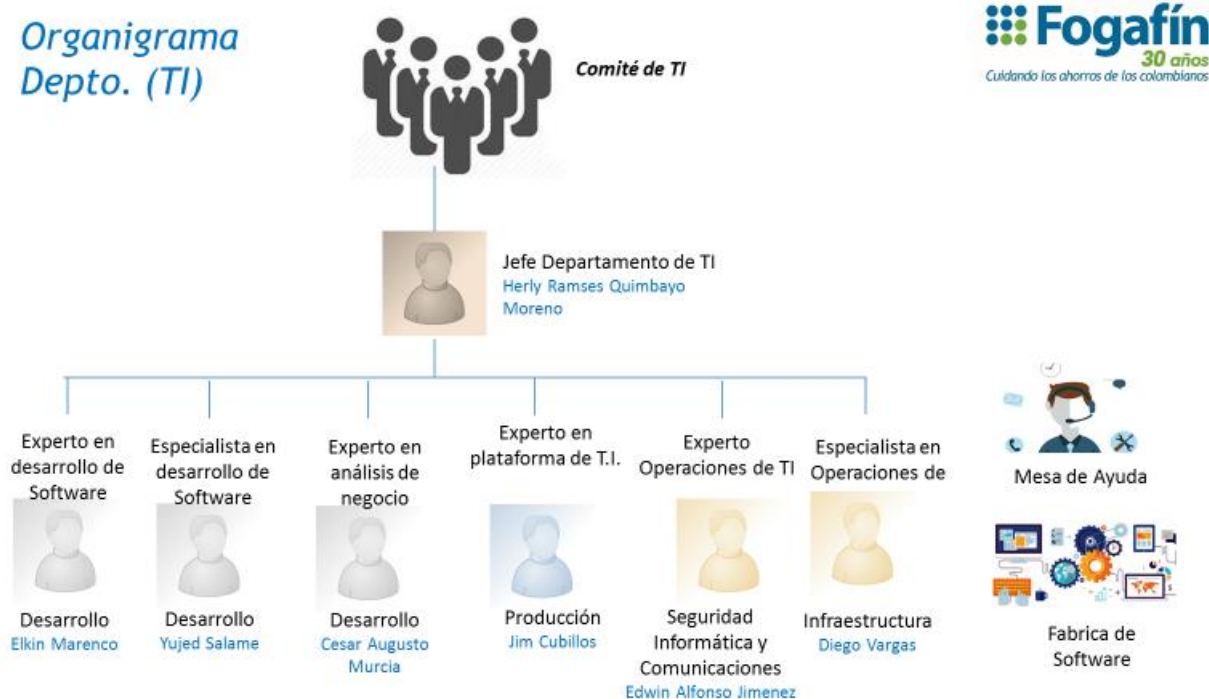 Organigrama
Depto. (TI)
Comité de TI
Fogafín
30 años
Cuidando los ahorros de los colombianos
Jefe Departamento de TI
Herly Ramses Quimbayo
Moreno
Experto en
desarrollo de
Software
Desarrollo
Elkin Marenco
Especialista en
desarrollo de
Software
Desarrollo
Yujed Salame
Experto en
análisis de
negocio
Desarrollo
Cesar Augusto
Murcia
Experto en
plataforma de T.I.
Producción
Jim Cubillos
Experto
Operaciones de TI
Seguridad
Informática y
Comunicaciones
Edwin Alfonso Jimenez
Especialista en
Operaciones de
Infraestructura
Diego Vargas
Mesa de Ayuda
Fabrica de
Software